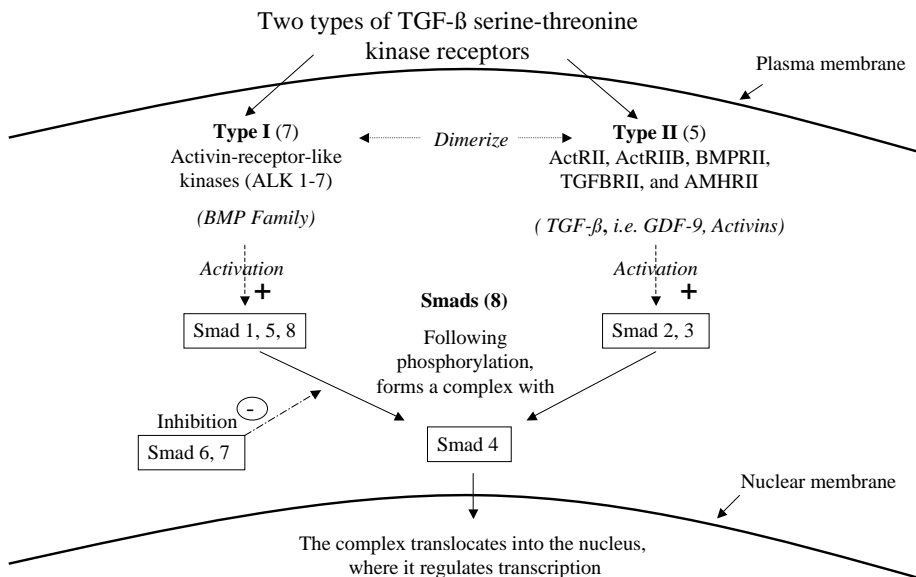 Two types of TGF-ß serine-threonine
kinase receptors
Plasma membrane
Type I (7)
Activin-receptor-like
kinases (ALK 1-7)
Dimerize
Type II (5)
ActRII, ActRIIB, BMPRII,
TGFBRII, and AMHRII
(BMP Family)
( TGF-ß, i.e. GDF-9, Activins)
Activation
+
Activation
+
Smads (8)
Smad 1, 5, 8
Smad 2, 3
Following
phosphorylation,
forms a complex with
Inhibition
-
Smad 6, 7
Smad 4
Nuclear membrane
The complex translocates into the nucleus,
where it regulates transcription